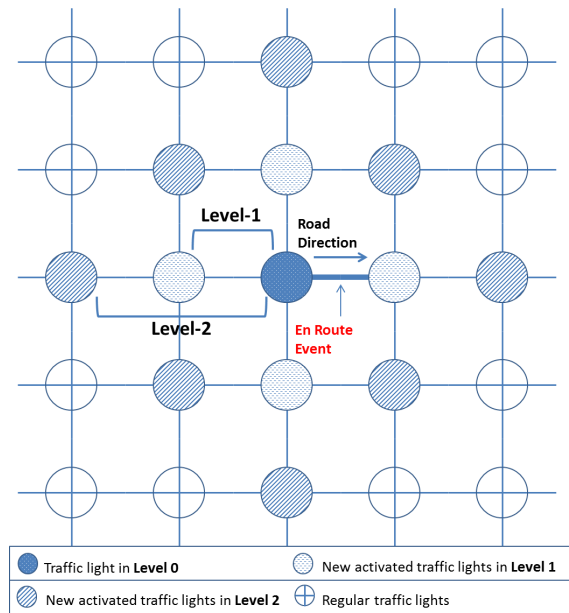 Level-1
Road
Direction
Level-2
En Route
Event
Traffic light in Level 0
New activated traffic lights in Level 1
New activated traffic lights in Level 2
Regular traffic lights